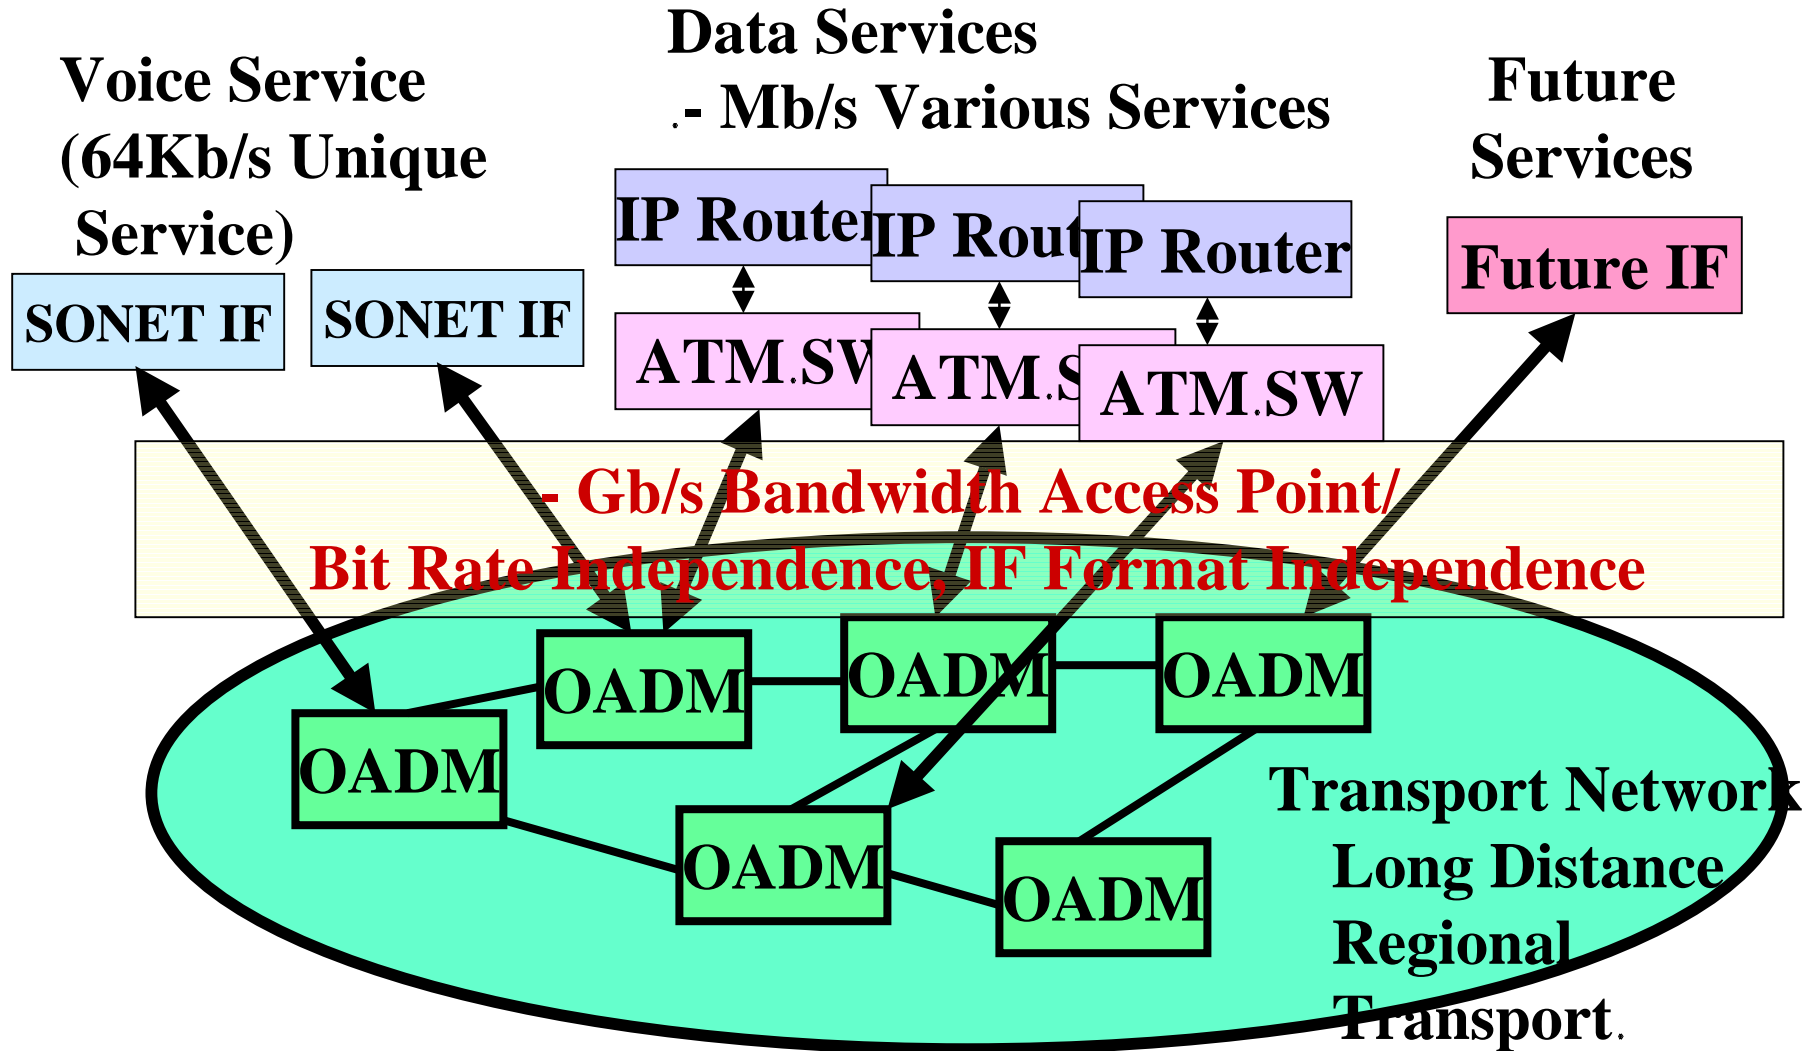 Voice Service
(64Kb/s Unique
Service)
Data Services
.- Mb/s Various Services
Future
Services
SONET IF
SONET IF
IP Router
IP Rout
IP Router
Future IF
ATM.SW
ATM.S
ATM.SW
- Gb/s Bandwidth Access Point/
Bit Rate Independence, IF Format Independence
OADM
OADM
OADM
OADM
OADM
OADM
Transport Network
Long Distance
Regional
Transport.